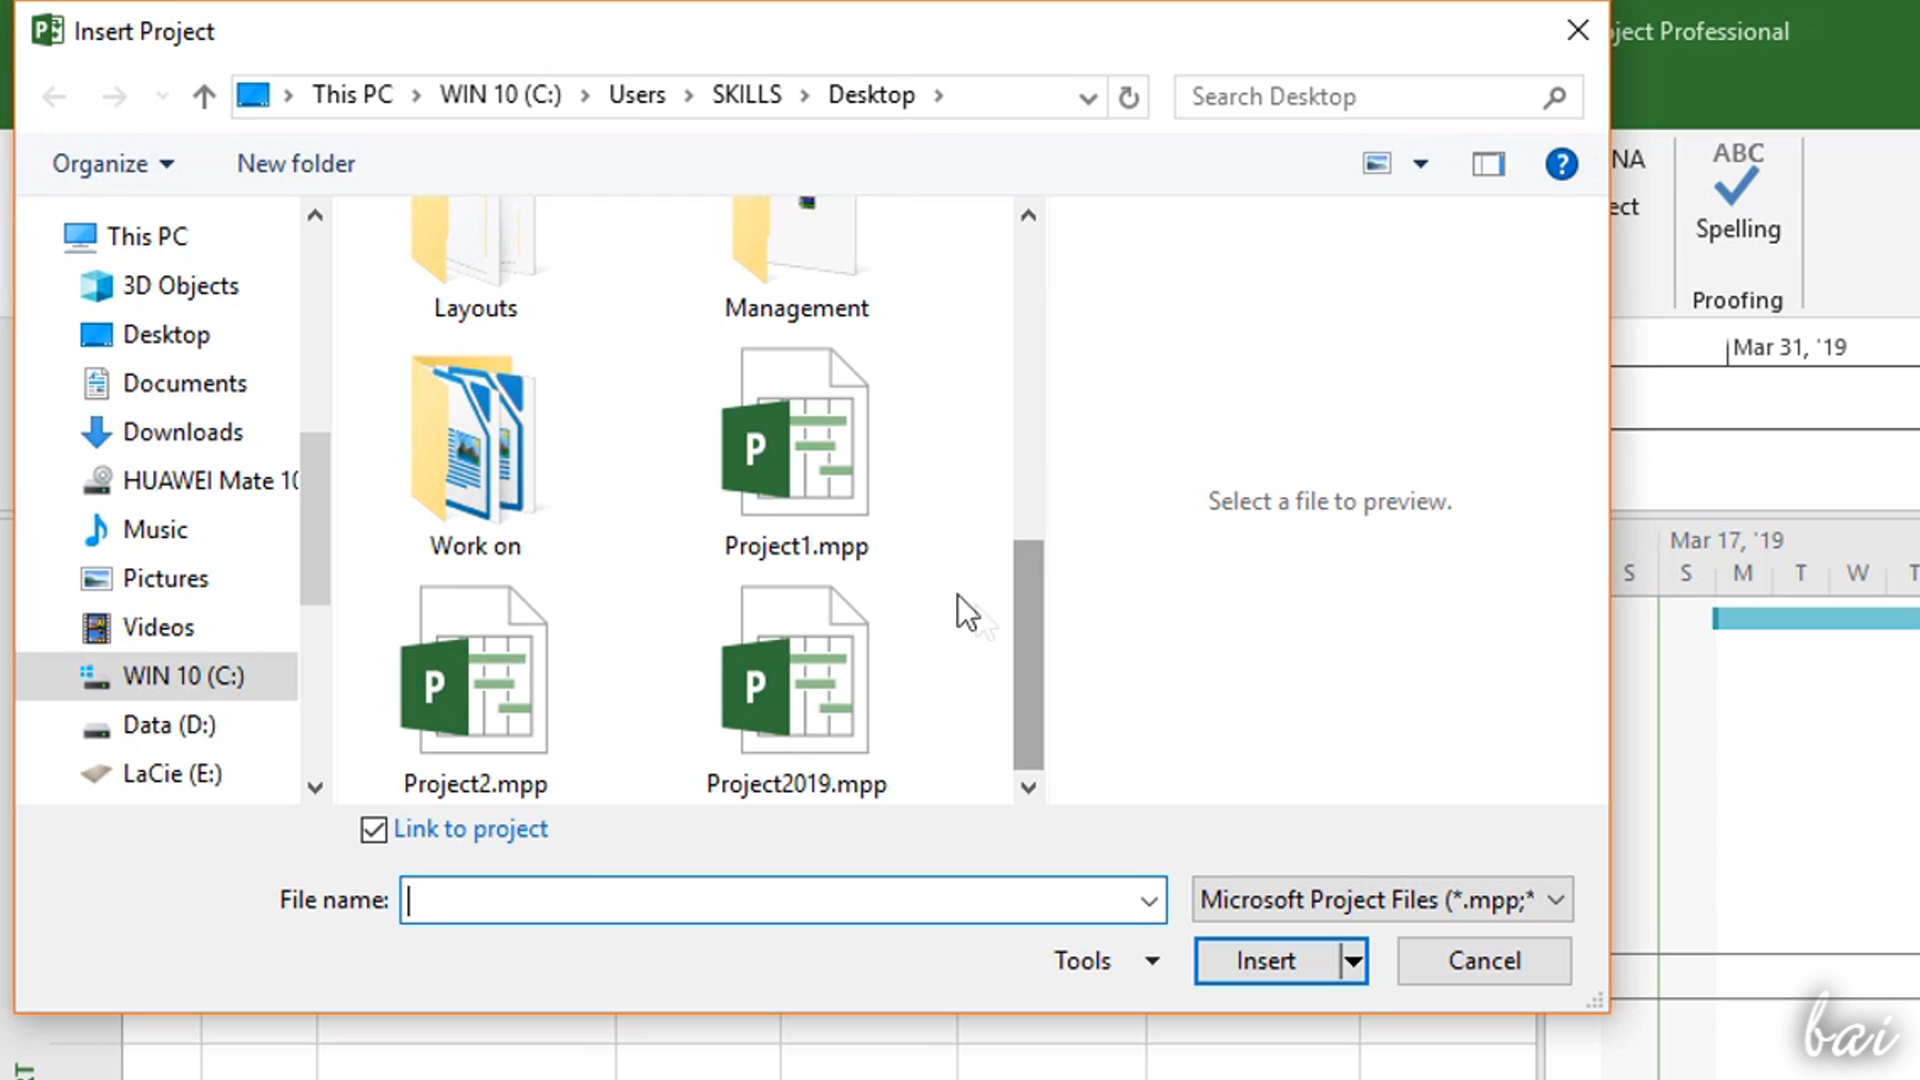 Insert Project
ject Professional
This PC
WIN 10 (C:)
Users
SKILLS
Desktop
Search Desktop
Organize
New folder
NA
ect
ABC
Spelling
Proofing
This PC
3D Objects
Desktop
Documents
Downloads
HUAWEI Mate 10
Music
Pictures
Videos
WIN 10 (C:)
Data (D:)
LaCie (E:)
Layouts
Management
Work on
P
Project1.mpp
P
Project2.mpp
P
Project2019.mpp
Select a file to preview.
Mar 31, '19
Mar 17, '19
S S M T W T
Link to project
File name:
Microsoft Project Files (*.mpp;*
Tools
Insert
Cancel
bai